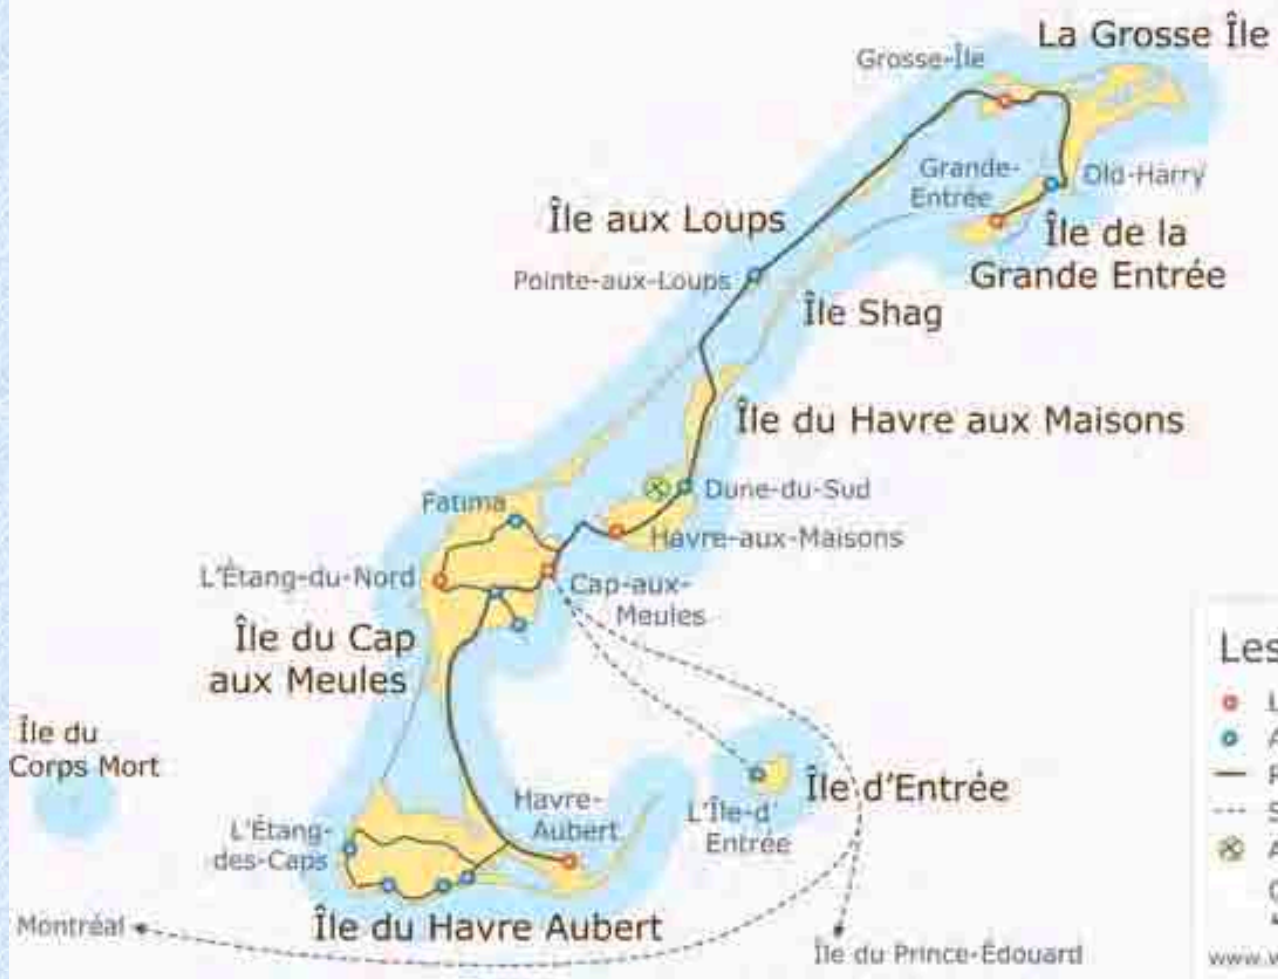 La Grosse Île
Grosse-Île
Grande-
Entrée
Old-Harry
Île aux Loups
Île de la
Grande Entrée
Pointe-aux-Loups
Île Shag
Île du Havre aux Maisons
Dune-du-Sud
Fatima
Havre-aux-Maisons
L'Étang-du-Nord
Cap-aux-
Meules
Île du Cap
aux Meules
Les
Île du
Corps Mort
Île d'Entrée
L'Île-d'
Entrée
Havre-
Aubert
L'Étang-
des-Caps
Île du Havre Aubert
Montréal
Île du Prince-Édouard